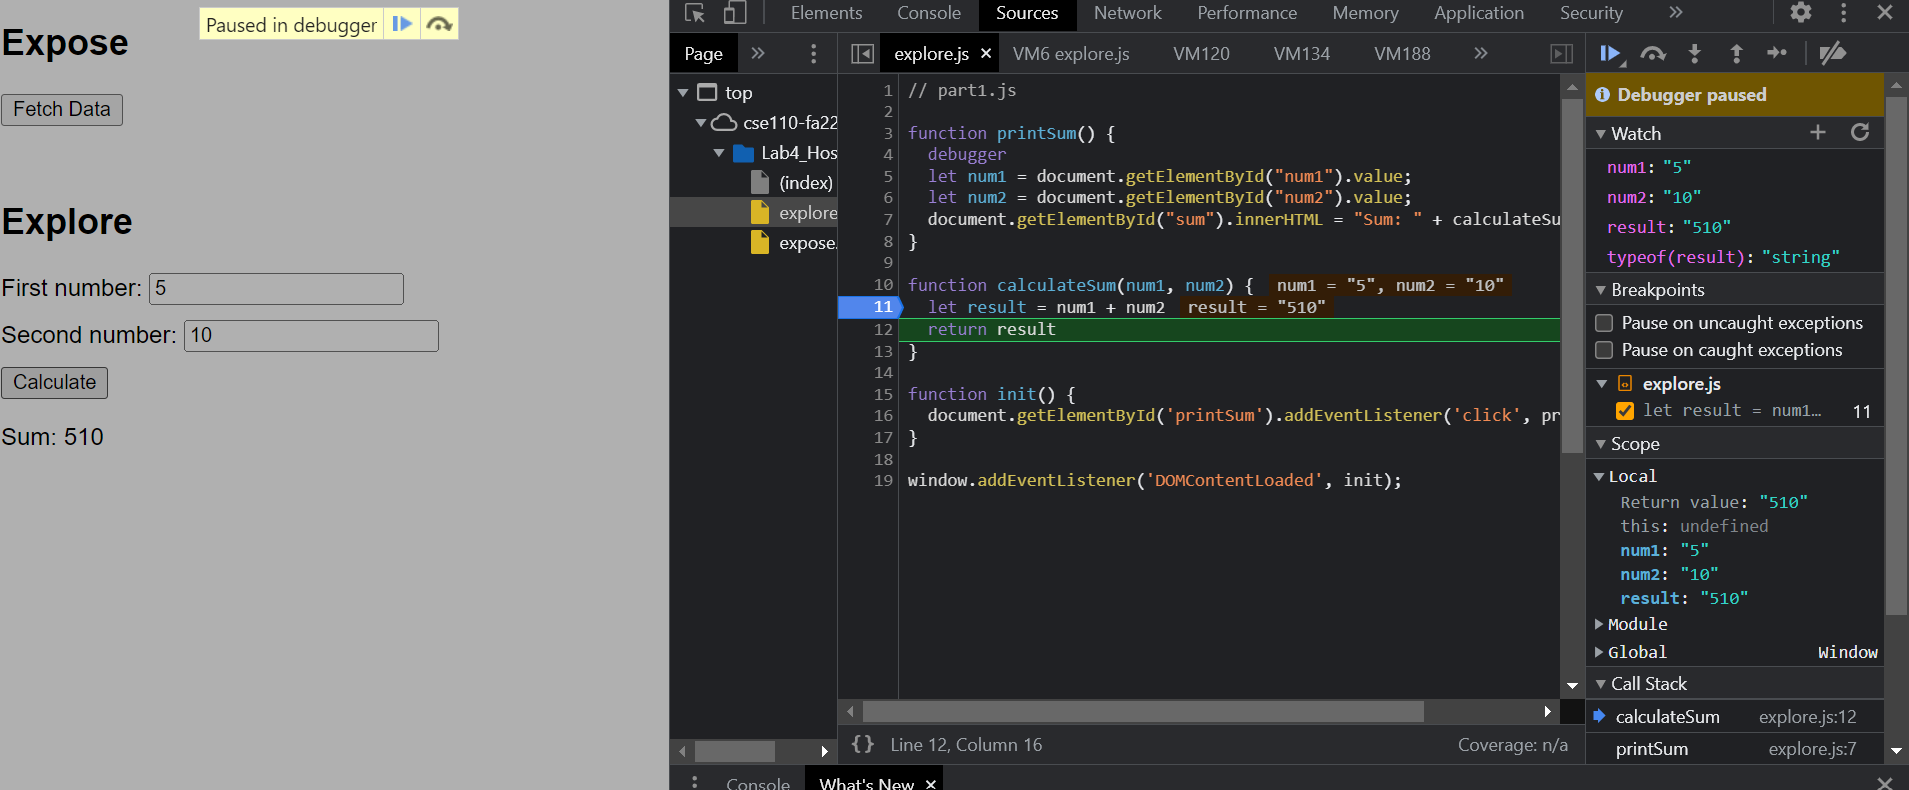 Paused in debugger
Expose
Fetch Data
Explore
First number: 5
Second number: 10
Calculate
Sum: 510
Elements Console Sources Network Performance Memory Application Security
Page
top
cse110-fa22
Lab4_Hos
(index)
explore
expose.
explore.js × VM6 explore.js VM120 VM134 VM188
1 // part1.js
2
3 function printSum() {
4 debugger
5 let num1 = document.getElementById("num1").value;
6 let num2 = document.getElementById("num2").value;
7 document.getElementById("sum").innerHTML = "Sum: " + calculateSu
8 }
9
10 function calculateSum(num1, num2) { num1 = "5", num2 = "10"
11 let result = num1 + num2 result = "510"
12 return result
13 }
14
15 function init() {
16 document.getElementById('printSum').addEventListener('click', pr
17 }
18
19 window.addEventListener('DOMContentLoaded', init);
{} Line 12, Column 16 Coverage: n/a
Debugger paused
Watch
num1: "5"
num2: "10"
result: "510"
typeof(result): "string"
Breakpoints
Pause on uncaught exceptions
Pause on caught exceptions
explore.js
let result = num1… 11
Scope
Local
Return value: "510"
this: undefined
num1: "5"
num2: "10"
result: "510"
Module
Global Window
Call Stack
calculateSum explore.js:12
printSum explore.js:7
Console What's New ×